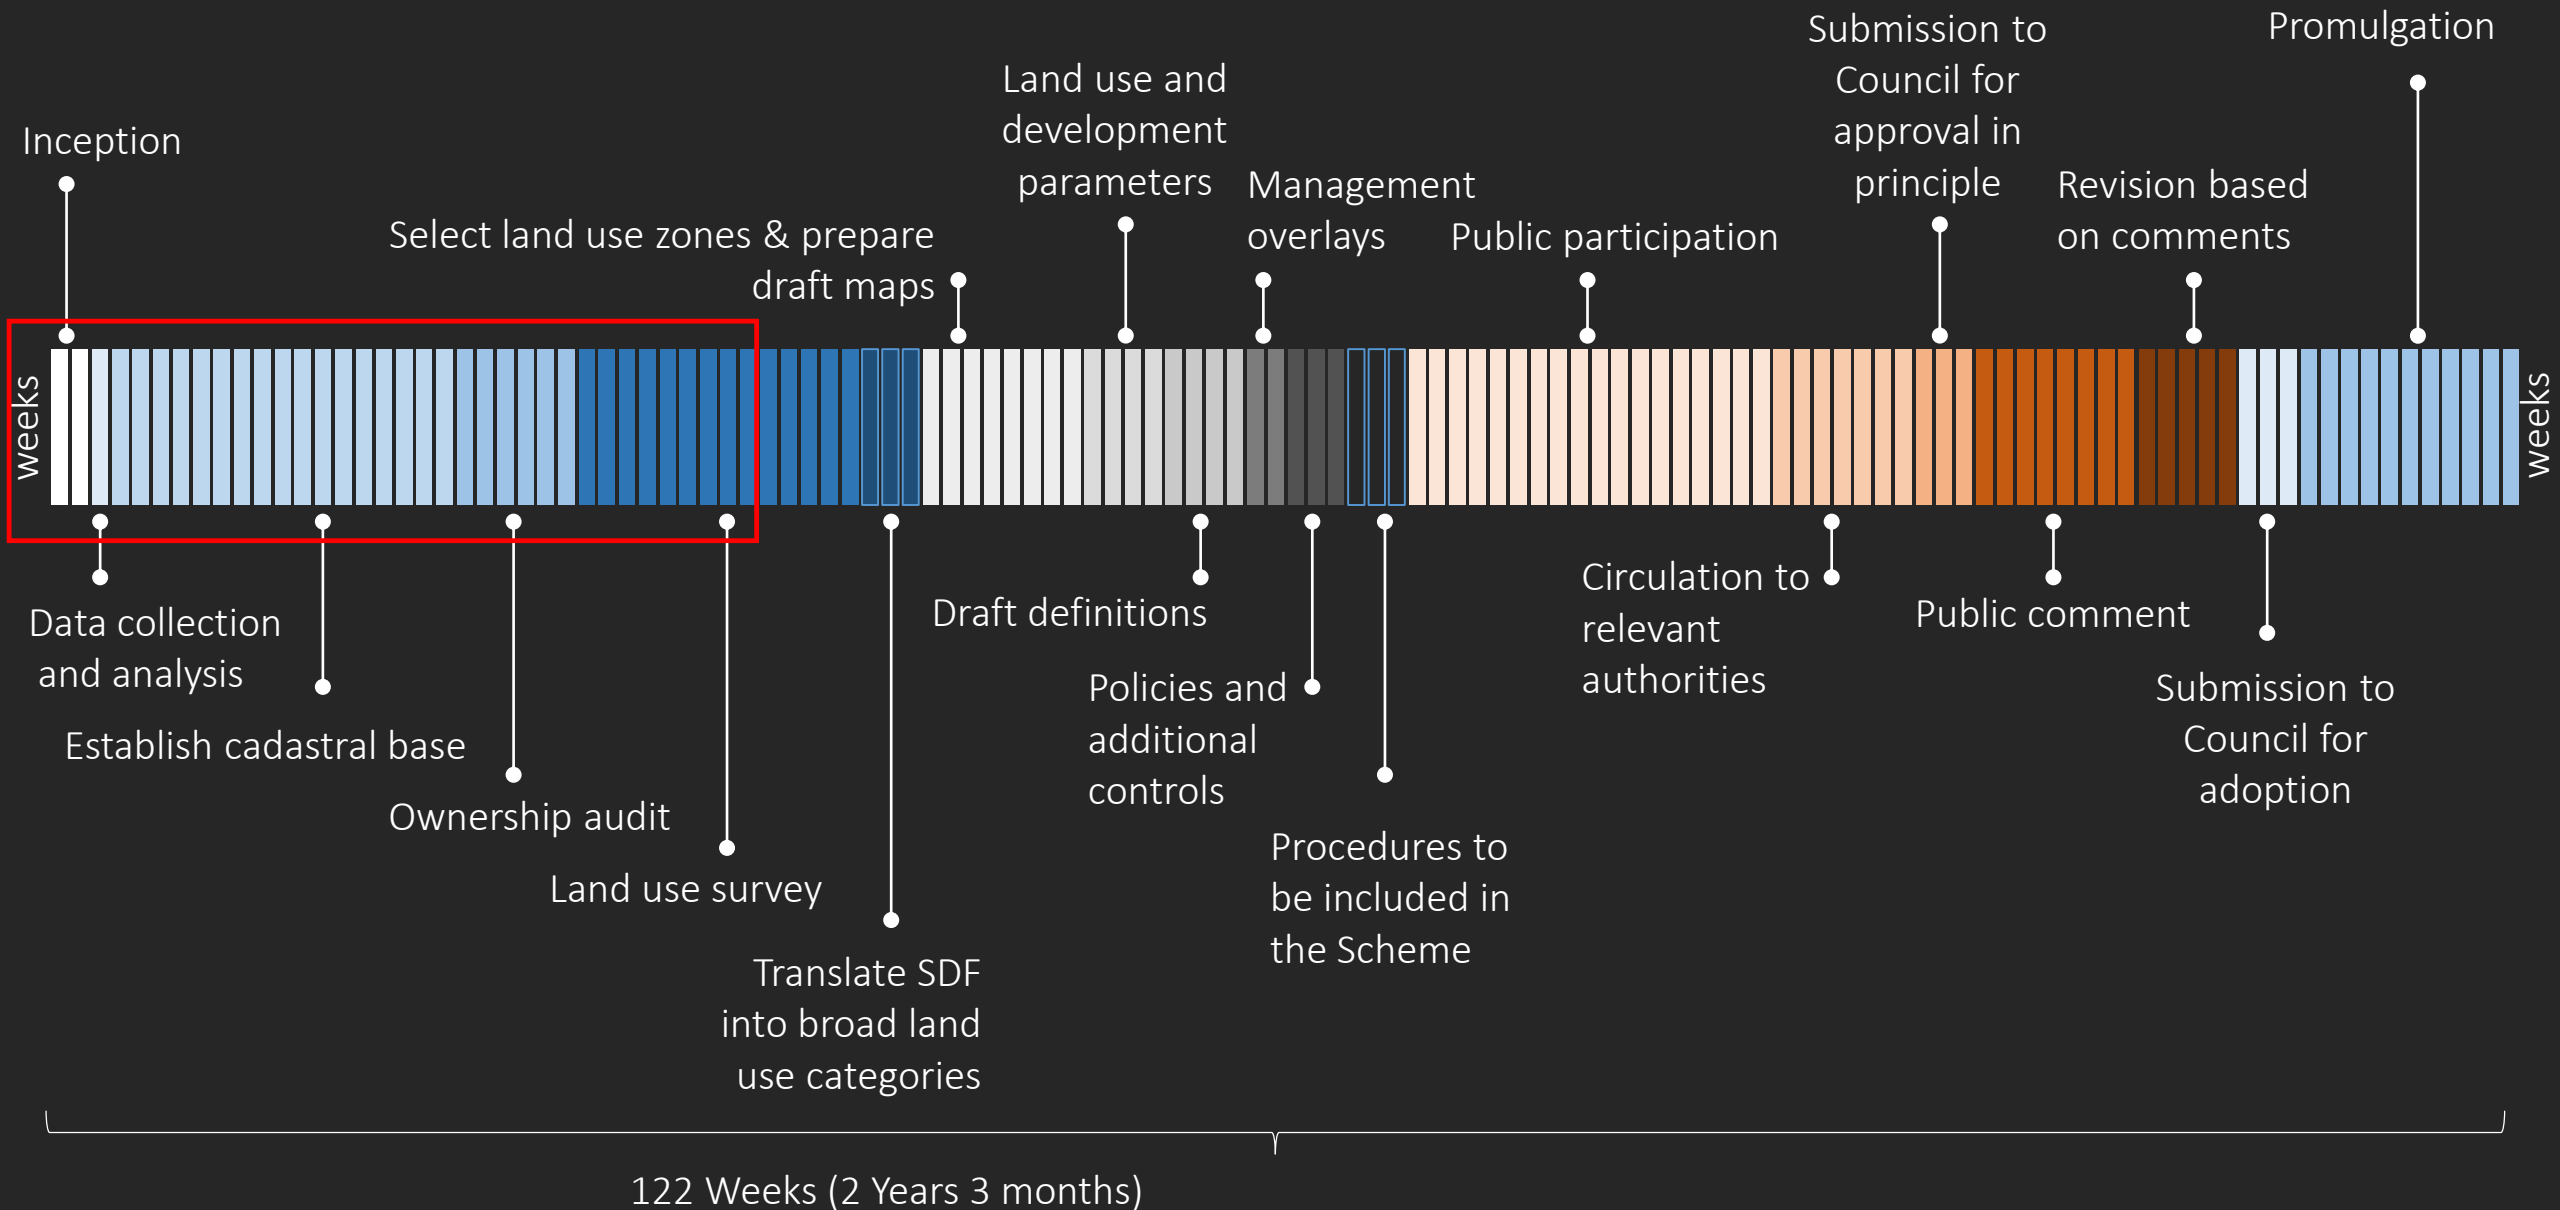 Inception
Select land use zones & prepare
draft maps
Land use and
development
parameters
Management
overlays
Public participation
Submission to
Council for
approval in
principle
Revision based
on comments
Promulgation
weeks
weeks
Data collection
and analysis
Establish cadastral base
Ownership audit
Land use survey
Translate SDF
into broad land
use categories
Draft definitions
Policies and
additional
controls
Procedures to
be included in
the Scheme
Circulation to
relevant
authorities
Public comment
Submission to
Council for
adoption
122 Weeks (2 Years 3 months)